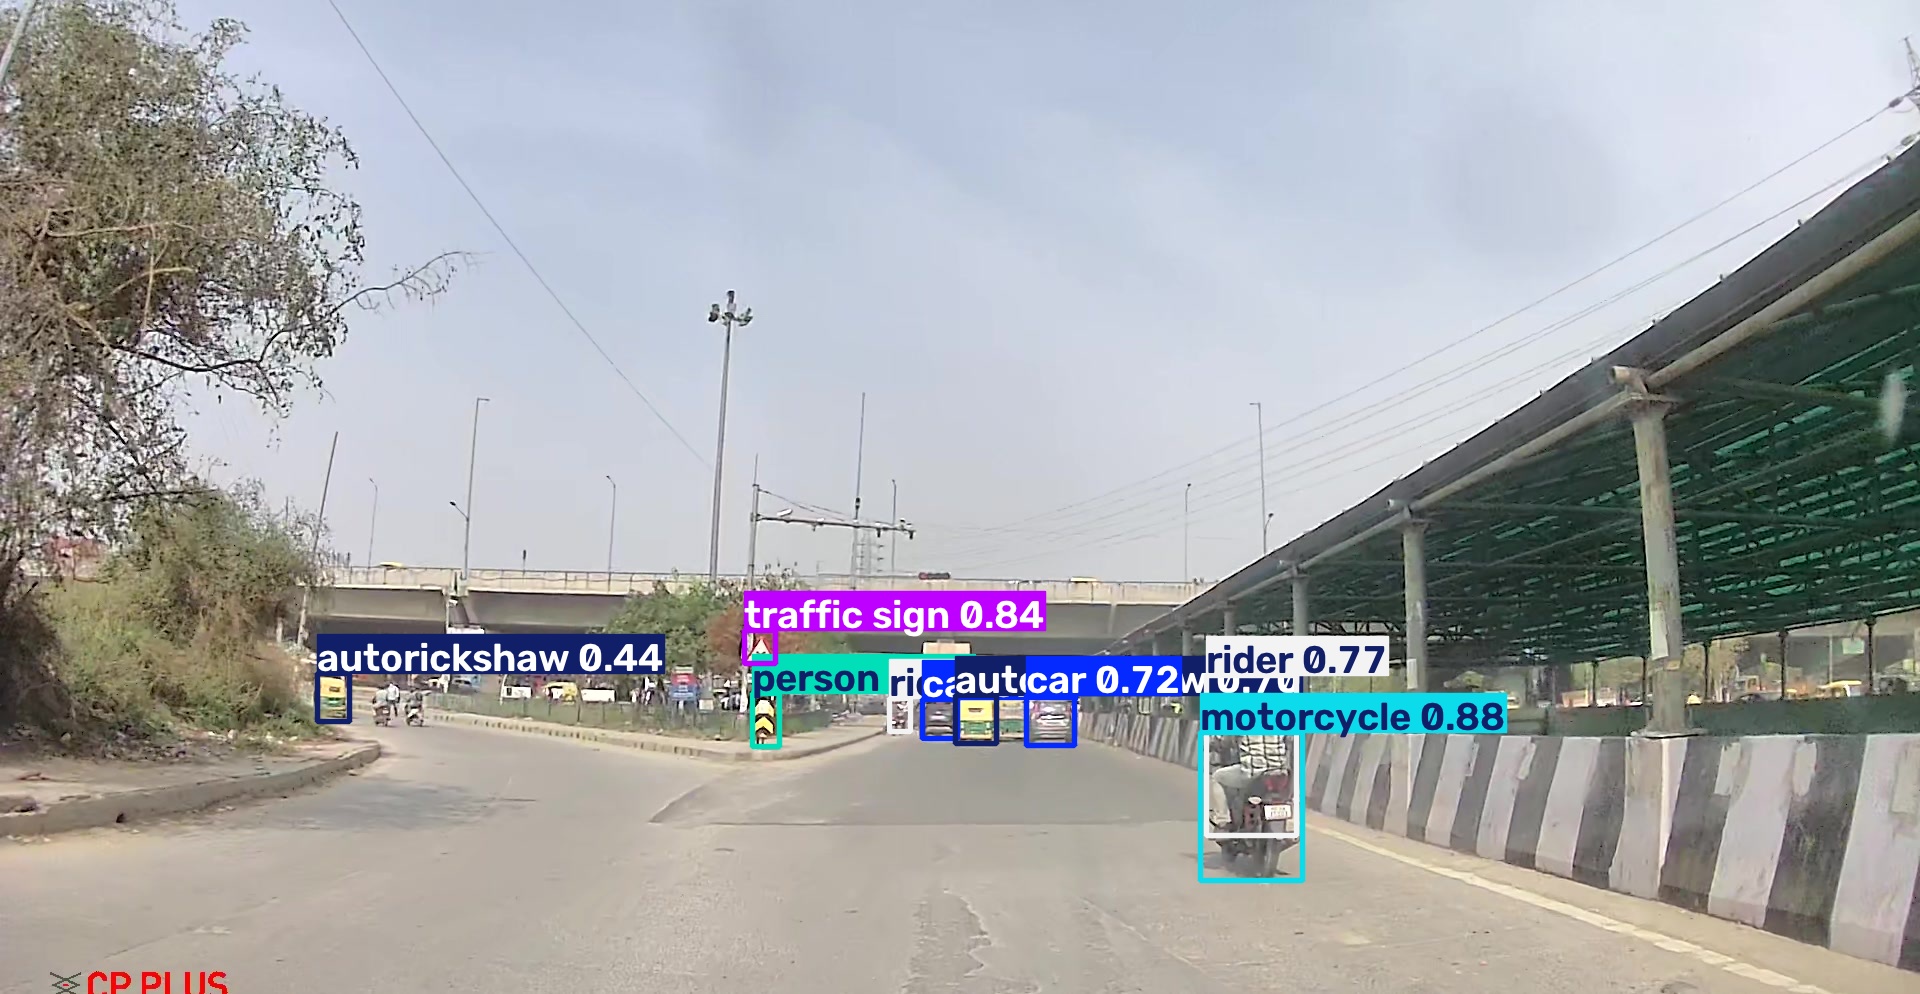 traffic sign 0.84
autorickshaw 0.44
rider 0.77
person
car 0.72
motorcycle 0.88
CP PLUS